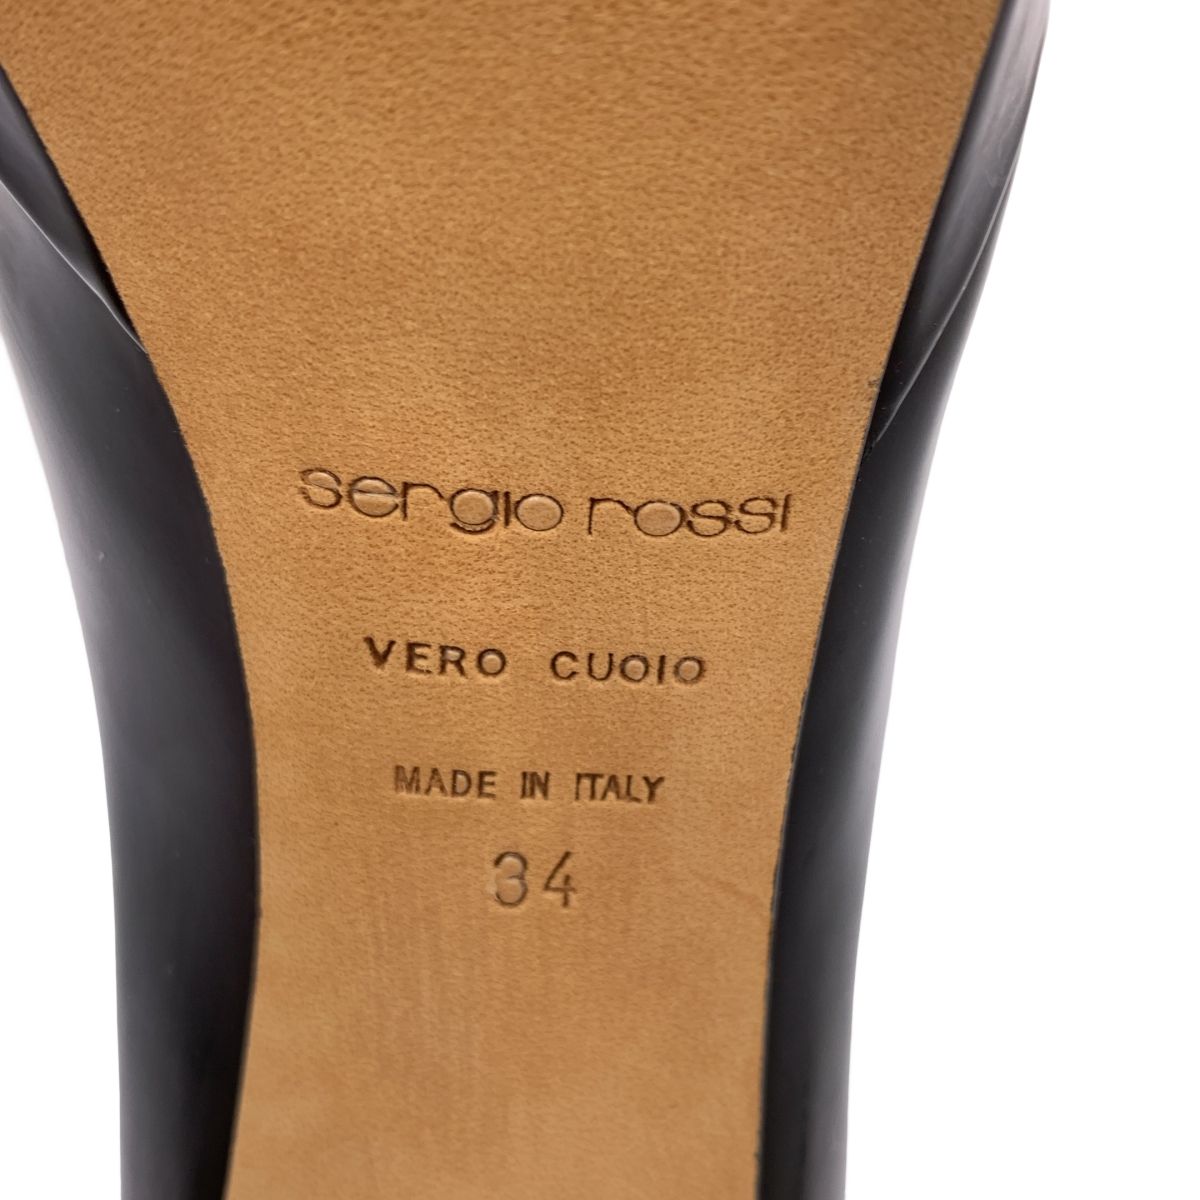 sergio rossi
VERO CUOIO
MADE IN ITALY
34